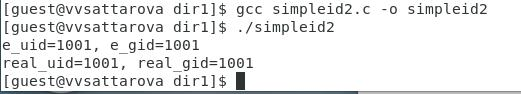 [guest@vvsattarova dir1]$ gcc simpleid2.c -o simpleid2
[guest@vvsattarova dir1]$ ./simpleid2
e_uid=1001, e_gid=1001
real_uid=1001, real_gid=1001
[guest@vvsattarova dir1]$